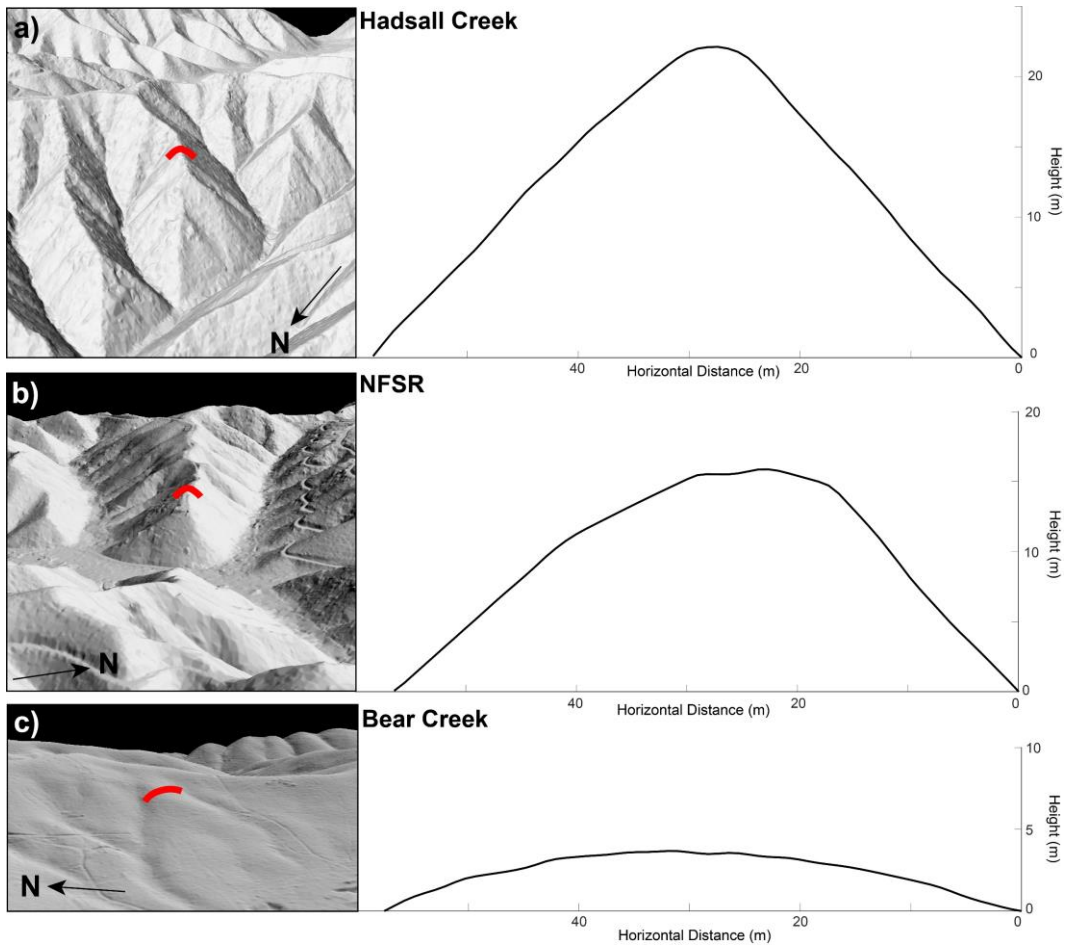 a)
Hadsall Creek
N
20
10
0
Height (m)
40
20
0
Horizontal Distance (m)
b)
NFSR
N
20
10
0
Height (m)
40
20
0
Horizontal Distance (m)
c)
Bear Creek
N
10
5
0
Height (m)
40
20
0
Horizontal Distance (m)